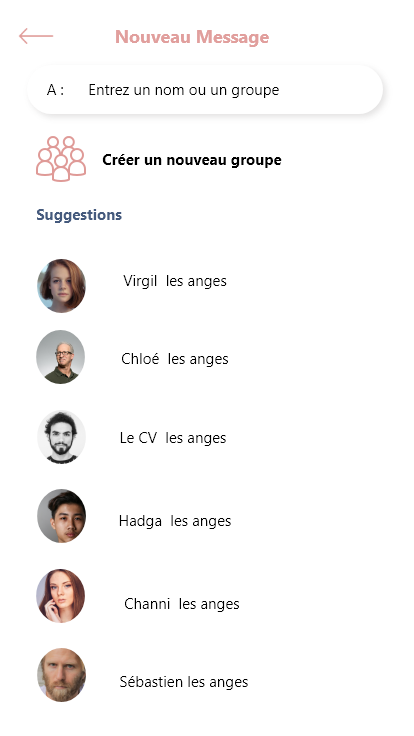 Nouveau Message
A : Entrez un nom ou un groupe
Créer un nouveau groupe
Suggestions
Virgil les anges
Chloé les anges
Le CV les anges
Hadga les anges
Channi les anges
Sébastien les anges